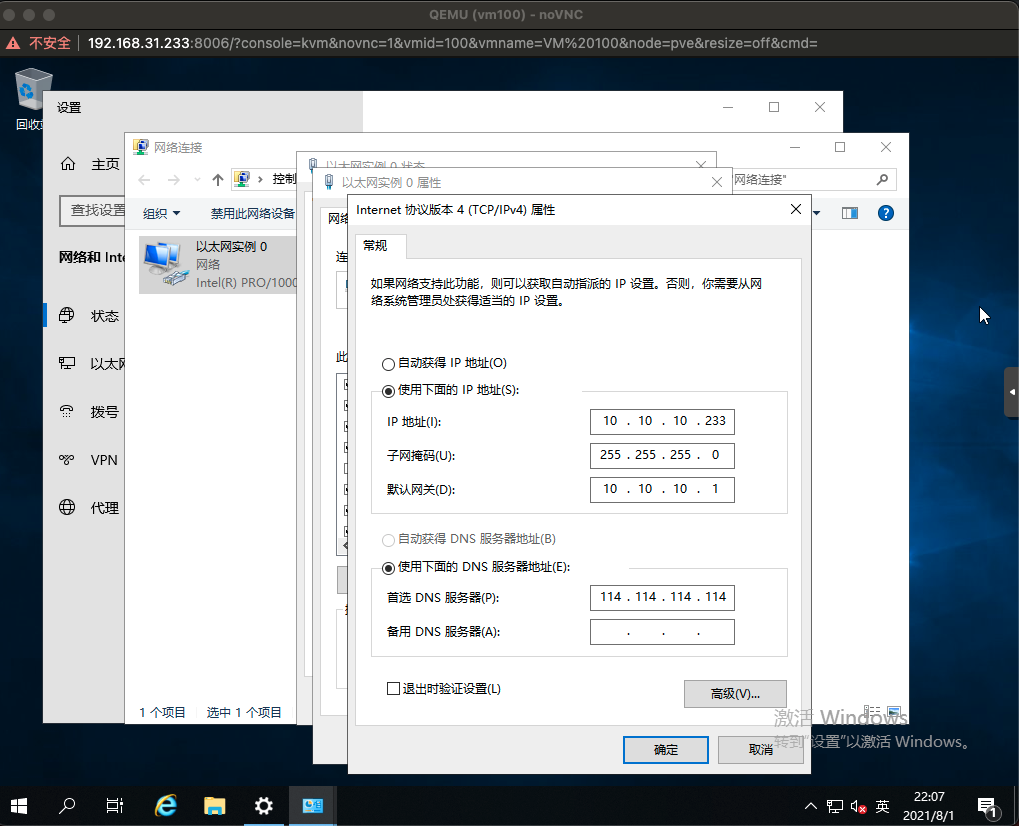 QEMU (vm100) - noVNC
不安全
192.168.31.233:8006/?console=kvm&novnc=1&vmid=100&vmname=VM%20100&node=pve&resize=off&cmd=
设置
主页
查找设置
状态
拨号
VPN
代理
网络连接
控制
网络连接"
组织
禁用此网络设备
以太网实例 0
网络
Intel(R) PRO/1000
1 个项目
选中 1 个项目
以太网实例 0 状态
以太网实例 0 属性
Internet 协议版本 4 (TCP/IPv4) 属性
常规
如果网络支持此功能，则可以获取自动指派的 IP 设置。否则，你需要从网
络系统管理员处获得适当的 IP 设置。
自动获得 IP 地址(O)
使用下面的 IP 地址(S):
IP 地址(I):
10 . 10 . 10 . 233
子网掩码(U):
255 . 255 . 255 . 0
默认网关(D):
10 . 10 . 10 . 1
自动获得 DNS 服务器地址(B)
使用下面的 DNS 服务器地址(E):
首选 DNS 服务器(P):
114 . 114 . 114 . 114
备用 DNS 服务器(A):
. . .
退出时验证设置(L)
高级(V)...
确定
取消
激活 Windows
转到"设置"以激活 Windows。
英
22:07
2021/8/1
1